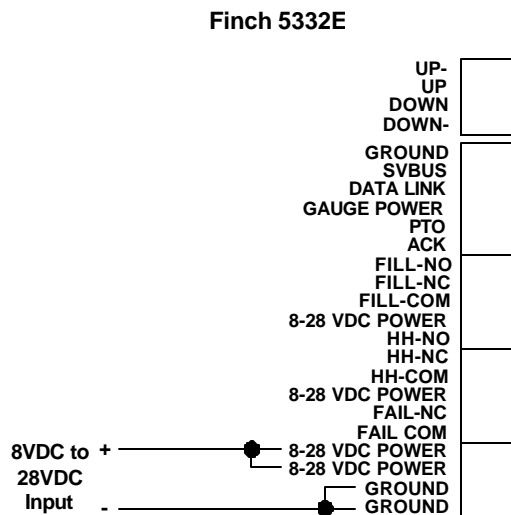 Finch 5332E
UP-
UP
DOWN
DOWN-
GROUND
SVBUS
DATA LINK
GAUGE POWER
PTO
ACK
FILL-NO
FILL-NC
FILL-COM
8-28 VDC POWER
HH-NO
HH-NC
HH-COM
8-28 VDC POWER
FAIL-NC
FAIL COM
8VDC to + 8-28 VDC POWER
28VDC 8-28 VDC POWER
GROUND
Input - GROUND